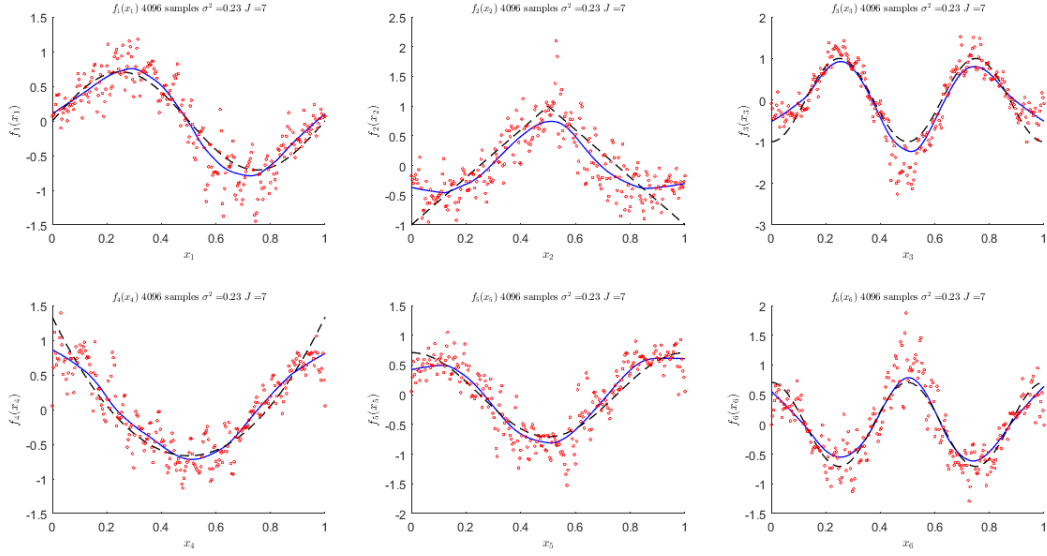 f₁(x₁) 4096 samples σ² =0.23 J =7
1.5
1
0.5
0
-0.5
-1
-1.5
f₁(x₁)
0 0.2 0.4 0.6 0.8 1
x₁
f₂(x₂) 4096 samples σ² =0.23 J =7
2.5
2
1.5
1
0.5
0
-0.5
-1
f₂(x₂)
0 0.2 0.4 0.6 0.8 1
x₂
f₃(x₃) 4096 samples σ² =0.23 J =7
2
1
0
-1
-2
-3
f₃(x₃)
0 0.2 0.4 0.6 0.8 1
x₃
f₄(x₄) 4096 samples σ² =0.23 J =7
1.5
1
0.5
0
-0.5
-1
-1.5
f₄(x₄)
0 0.2 0.4 0.6 0.8 1
x₄
f₅(x₅) 4096 samples σ² =0.23 J =7
1.5
1
0.5
0
-0.5
-1
-1.5
-2
f₅(x₅)
0 0.2 0.4 0.6 0.8 1
x₅
f₆(x₆) 4096 samples σ² =0.23 J =7
2
1.5
1
0.5
0
-0.5
-1
-1.5
f₆(x₆)
0 0.2 0.4 0.6 0.8 1
x₆